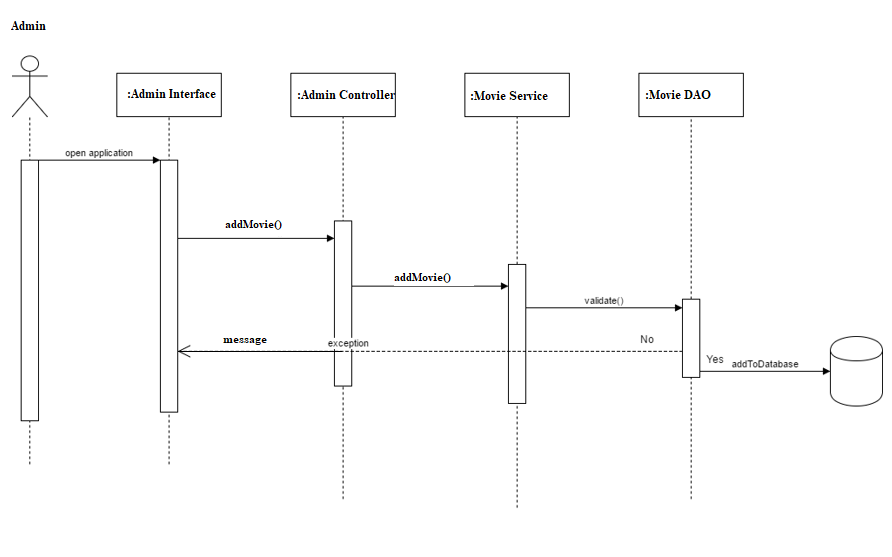 Admin
:Admin Interface
:Admin Controller
:Movie Service
:Movie DAO
open application
addMovie()
addMovie()
validate()
message
exception
No
Yes
addToDatabase